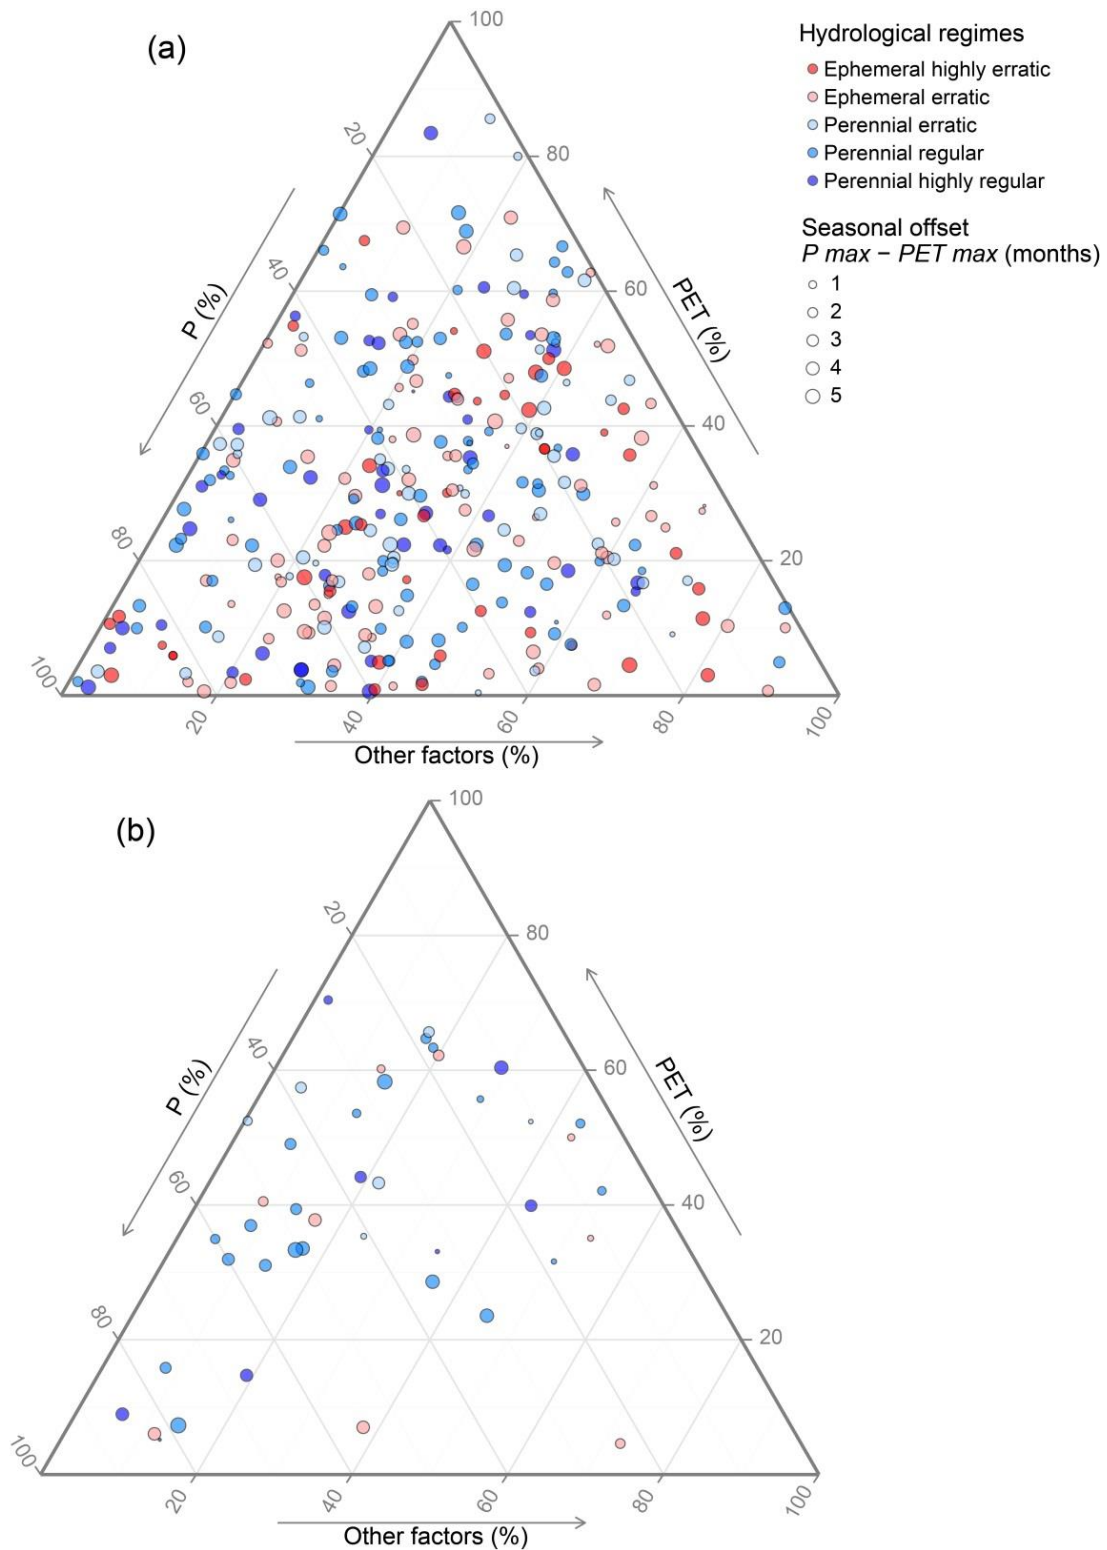 (a)
100
80
60
40
20
20
40
60
80
100
20
40
60
80
100
P (%)
PET (%)
Other factors (%)
Hydrological regimes
Ephemeral highly erratic
Ephemeral erratic
Perennial erratic
Perennial regular
Perennial highly regular
Seasonal offset
P max − PET max (months)
1
2
3
4
5
(b)
100
80
60
40
20
20
40
60
80
100
20
40
60
80
100
P (%)
PET (%)
Other factors (%)